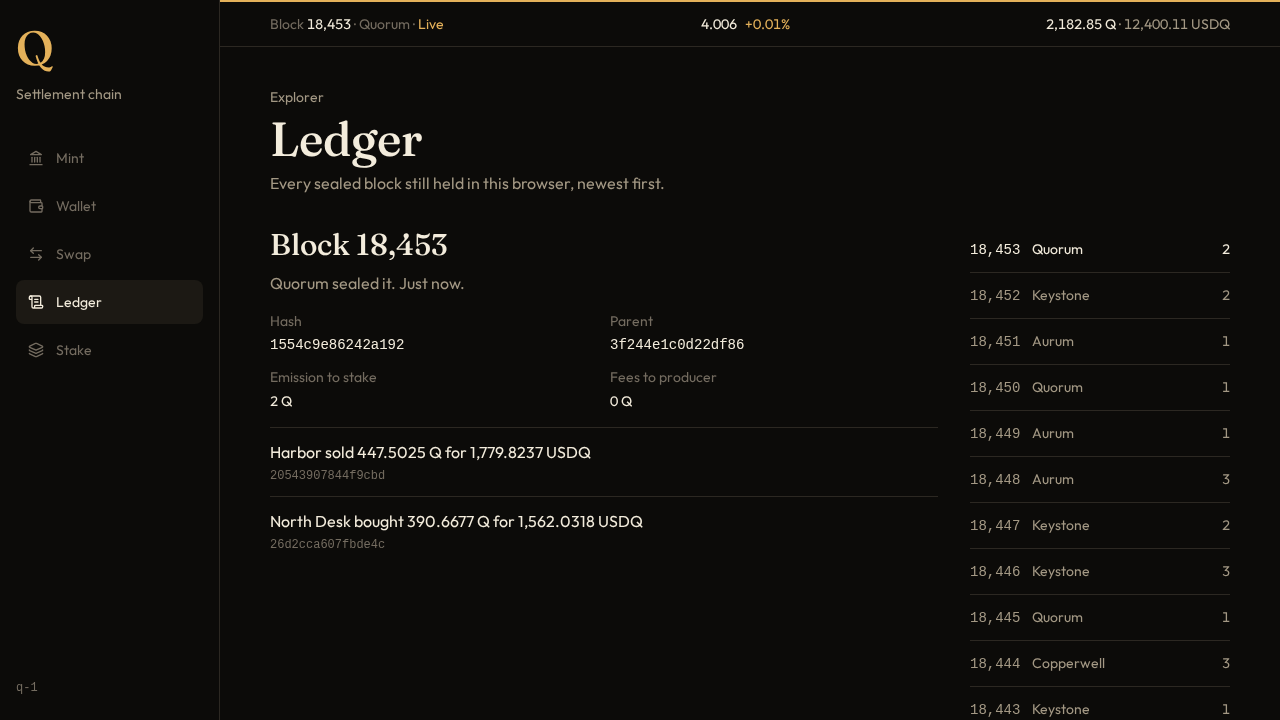 Q
Settlement chain
Mint
Wallet
Swap
Ledger
Stake
q-1
Block 18,453 · Quorum · Live
4.006 +0.01%
2,182.85 Q · 12,400.11 USDQ
Explorer
Ledger
Every sealed block still held in this browser, newest first.
Block 18,453
Quorum sealed it. Just now.
Hash
1554c9e86242a192
Parent
3f244e1c0d22df86
Emission to stake
2 Q
Fees to producer
0 Q
Harbor sold 447.5025 Q for 1,779.8237 USDQ
20543907844f9cbd
North Desk bought 390.6677 Q for 1,562.0318 USDQ
26d2cca607fbde4c
18,453 Quorum 2
18,452 Keystone 2
18,451 Aurum 1
18,450 Quorum 1
18,449 Aurum 1
18,448 Aurum 3
18,447 Keystone 2
18,446 Keystone 3
18,445 Quorum 1
18,444 Copperwell 3
18,443 Keystone 1